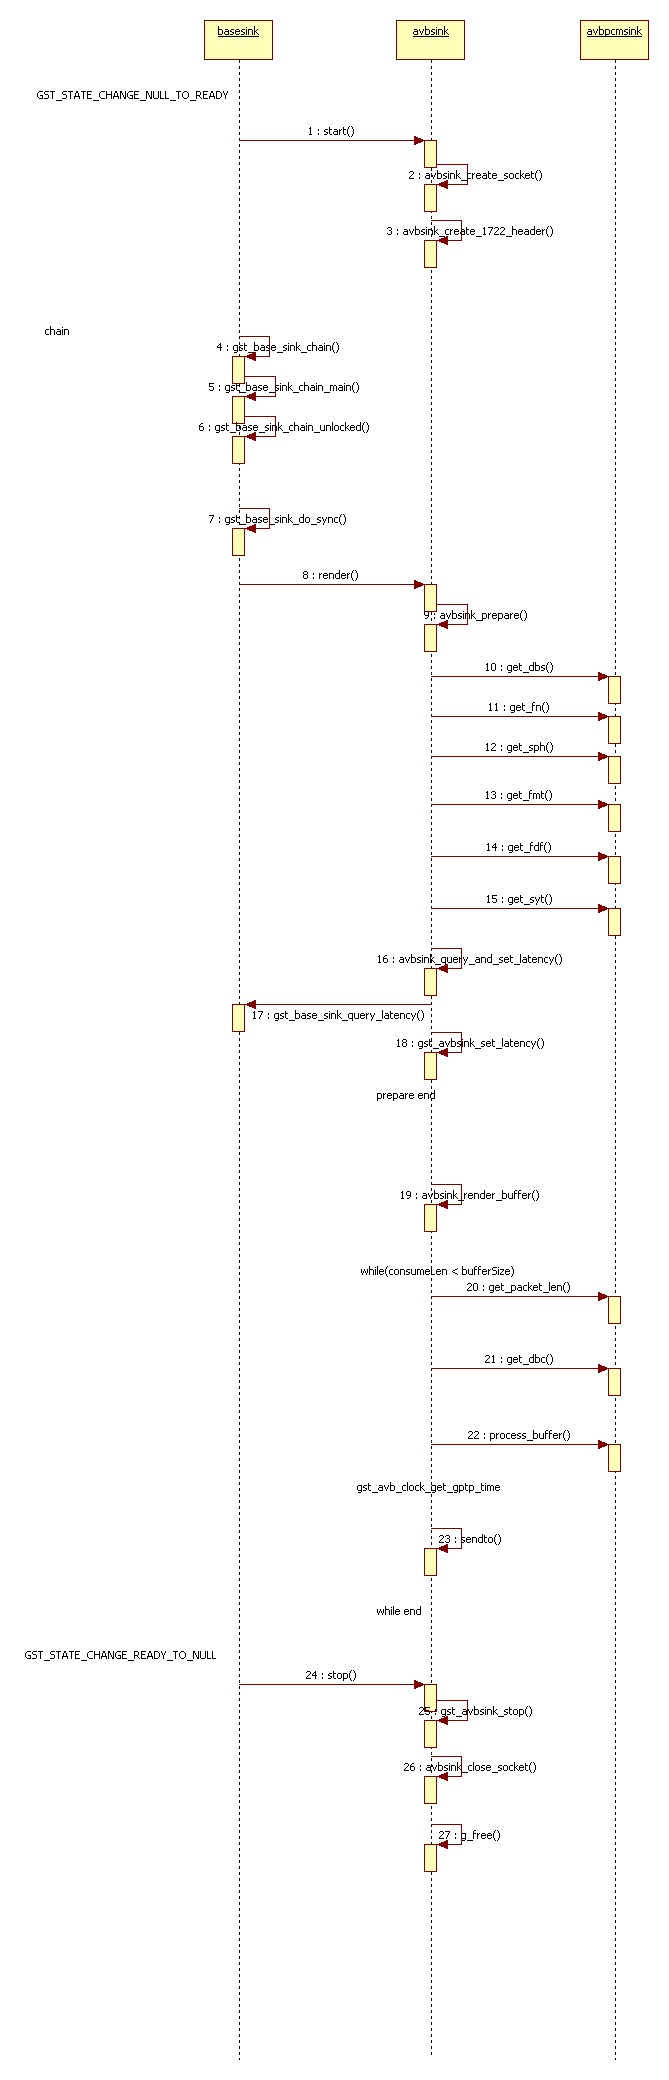 basesink
avbsink
avbpcmsink
GST_STATE_CHANGE_NULL_TO_READY
1 : start()
2 : avbsink_create_socket()
3 : avbsink_create_1722_header()
chain
4 : gst_base_sink_chain()
5 : gst_base_sink_chain_main()
6 : gst_base_sink_chain_unlocked()
7 : gst_base_sink_do_sync()
8 : render()
9 : avbsink_prepare()
10 : get_dbs()
11 : get_fn()
12 : get_sph()
13 : get_fmt()
14 : get_fdf()
15 : get_syt()
16 : avbsink_query_and_set_latency()
17 : gst_base_sink_query_latency()
18 : gst_avbsink_set_latency()
prepare end
19 : avbsink_render_buffer()
while(consumeLen < bufferSize)
20 : get_packet_len()
21 : get_dbc()
22 : process_buffer()
gst_avb_clock_get_gptp_time
23 : sendto()
while end
GST_STATE_CHANGE_READY_TO_NULL
24 : stop()
25 : gst_avbsink_stop()
26 : avbsink_close_socket()
27 : g_free()